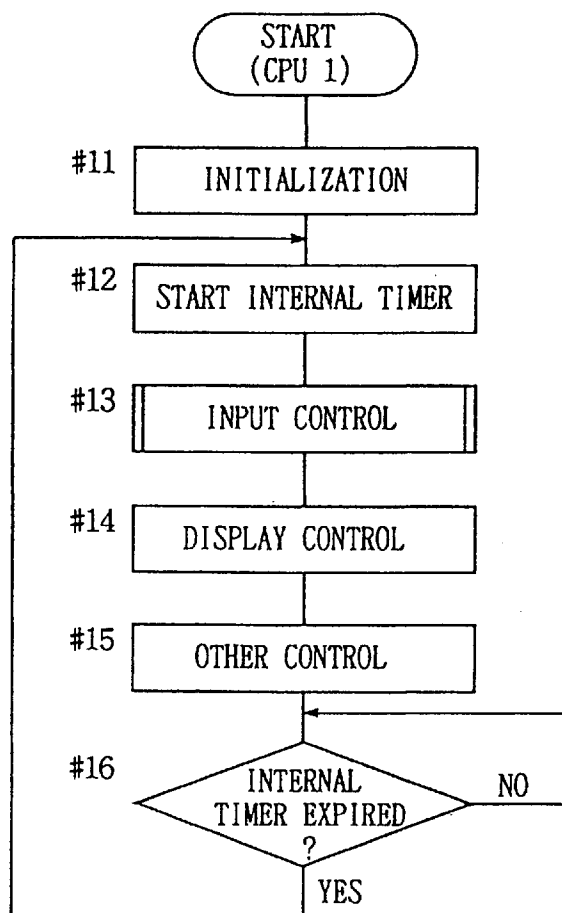 START
(CPU 1)
#11
INITIALIZATION
#12
START INTERNAL TIMER
#13
INPUT CONTROL
#14
DISPLAY CONTROL
#15
OTHER CONTROL
#16
INTERNAL
TIMER EXPIRED
?
NO
YES